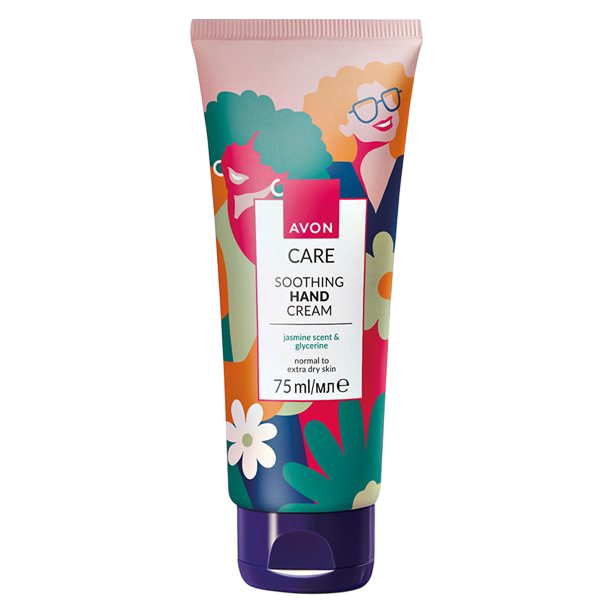 AVON
CARE
SOOTHING
HAND
CREAM
jasmine scent &
glycerine
normal to
extra dry skin
75 ml/мл℮